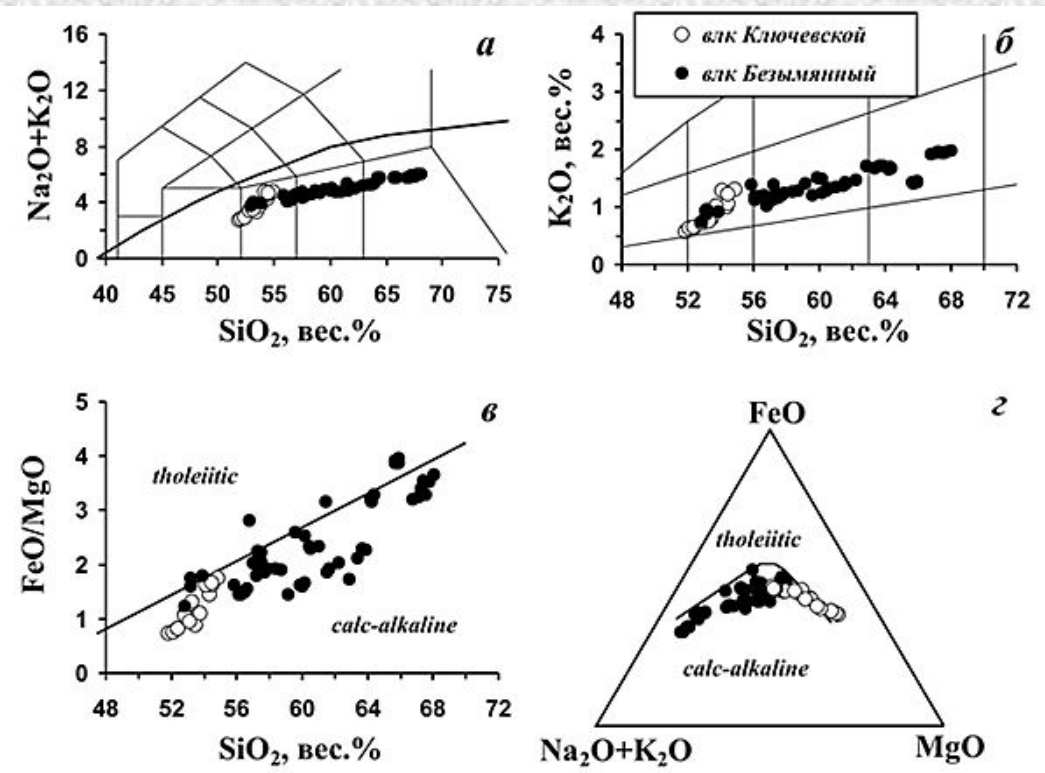 а
Na₂O+K₂O
16
12
8
4
0
40 45 50 55 60 65 70 75
SiO₂, вес.%
влк Ключевской
влк Безымянный
б
K₂O, вес.%
4
3
2
1
0
48 52 56 60 64 68 72
SiO₂, вес.%
в
FeO/MgO
5
4
3
2
1
0
tholeiitic
calc-alkaline
48 52 56 60 64 68 72
SiO₂, вес.%
г
FeO
tholeiitic
calc-alkaline
Na₂O+K₂O
MgO